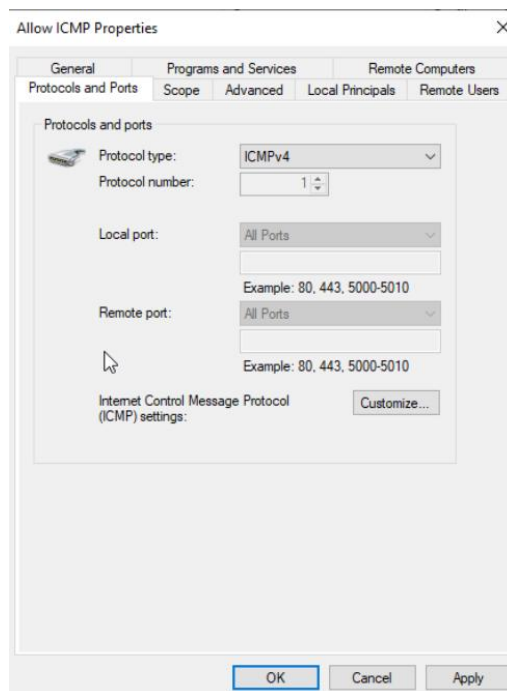 Allow ICMP Properties
General Programs and Services Remote Computers
Protocols and Ports Scope Advanced Local Principals Remote Users
Protocols and ports
Protocol type: ICMPv4
Protocol number: 1
Local port: All Ports
Example: 80, 443, 5000-5010
Remote port: All Ports
Example: 80, 443, 5000-5010
Internet Control Message Protocol
(ICMP) settings: Customize...
OK Cancel Apply